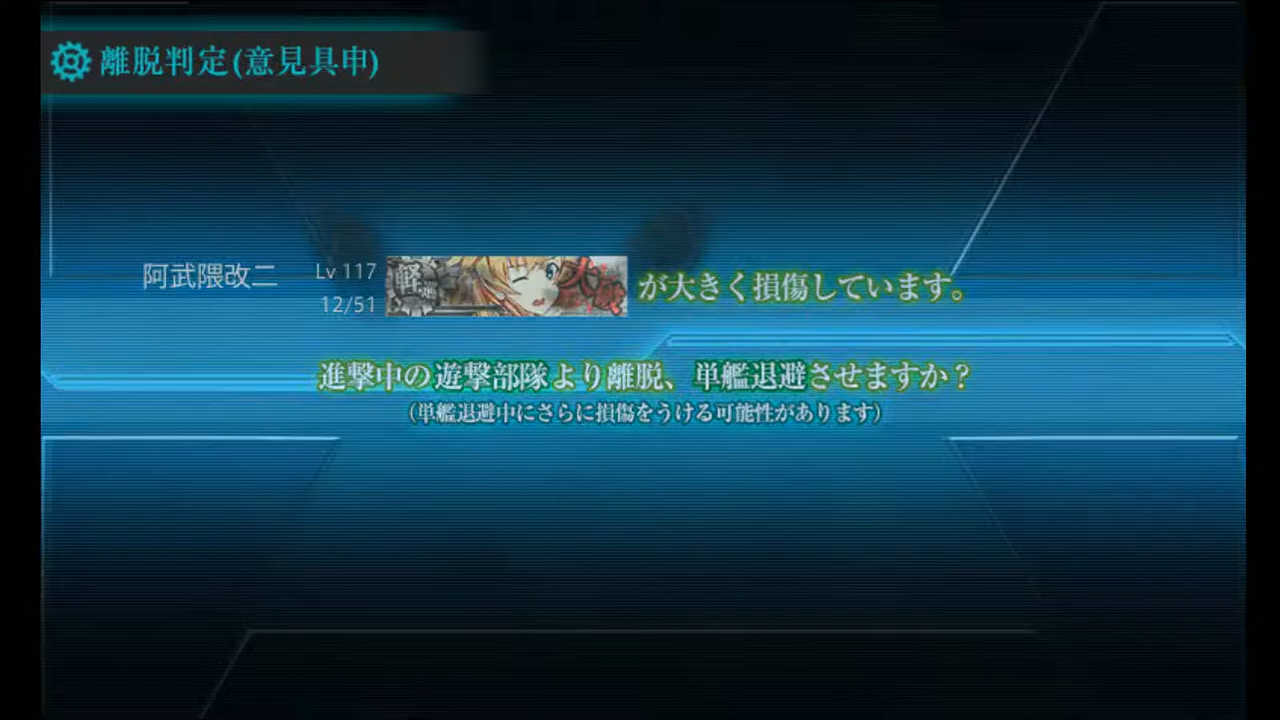 離脱判定(意見具申)
阿武隈改二 Lv 117
12/51
軽巡 大破
が大きく損傷しています。
進撃中の遊撃部隊より離脱、単艦退避させますか？
(単艦退避中にさらに損傷をうける可能性があります)